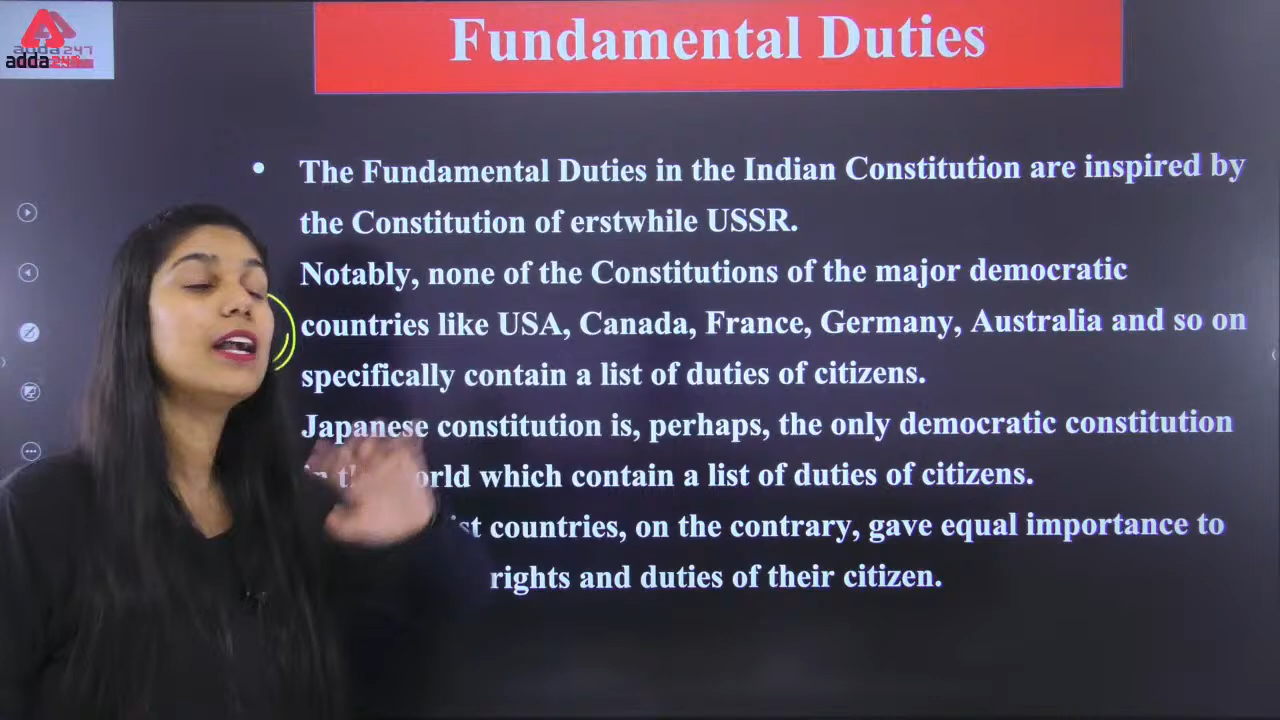 adda247
adda247
Fundamental Duties
• The Fundamental Duties in the Indian Constitution are inspired by
the Constitution of erstwhile USSR.
Notably, none of the Constitutions of the major democratic
countries like USA, Canada, France, Germany, Australia and so on
specifically contain a list of duties of citizens.
Japanese constitution is, perhaps, the only democratic constitution
which contain a list of duties of citizens.
countries, on the contrary, gave equal importance to
rights and duties of their citizen.